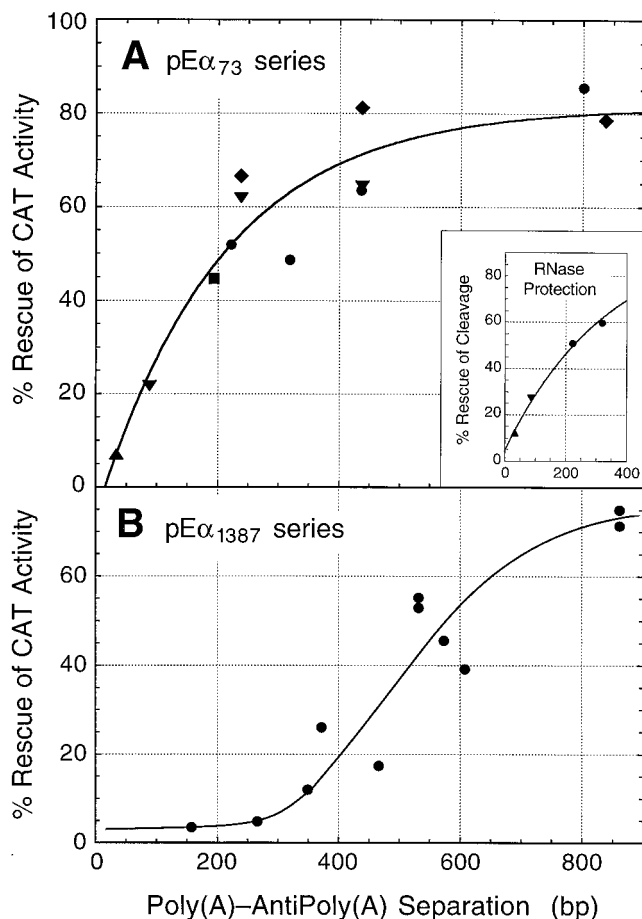 100
80
60
40
20
0
% Rescue of CAT Activity
A pEα73 series
80
60
40
20
0
% Rescue of Cleavage
RNase
Protection
0 200 400
60
40
20
0
% Rescue of CAT Activity
B pEα1387 series
0 200 400 600 800
Poly(A)–AntiPoly(A) Separation (bp)